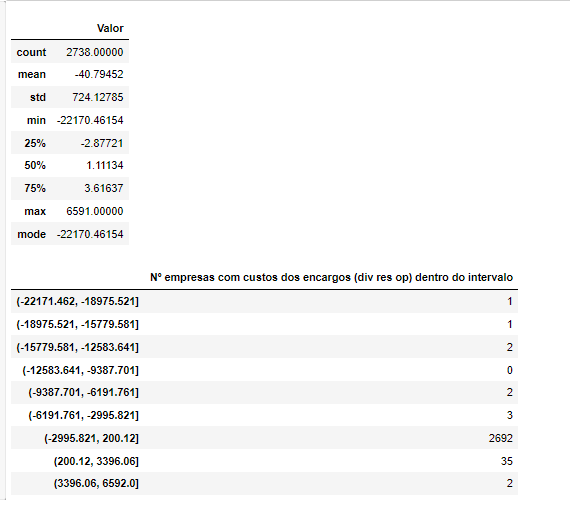 Valor
count 2738.00000
mean -40.79452
std 724.12785
min -22170.46154
25% -2.87721
50% 1.11134
75% 3.61637
max 6591.00000
mode -22170.46154
Nº empresas com custos dos encargos (div res op) dentro do intervalo
(-22171.462, -18975.521] 1
(-18975.521, -15779.581] 1
(-15779.581, -12583.641] 2
(-12583.641, -9387.701] 0
(-9387.701, -6191.761] 2
(-6191.761, -2995.821] 3
(-2995.821, 200.12] 2692
(200.12, 3396.06] 35
(3396.06, 6592.0] 2